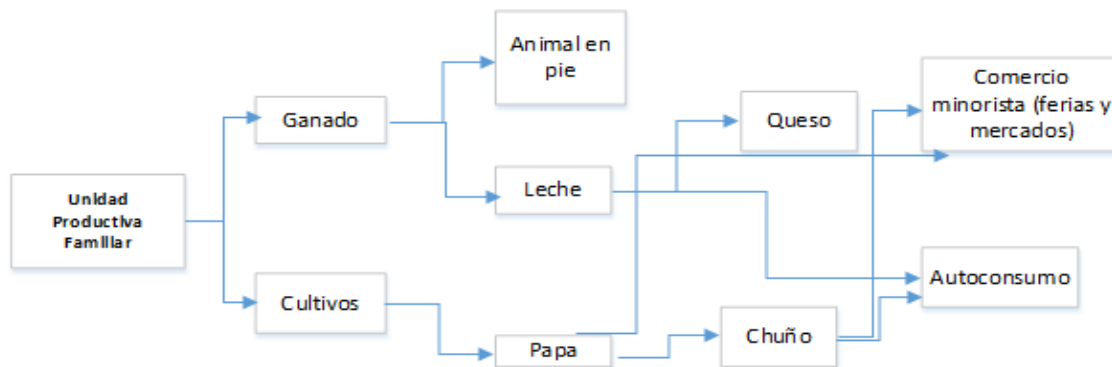 Animal en
pie
Comercio
minorista (ferias y
mercados)
Ganado
Queso
Leche
Unidad
Productiva
Familiar
Autoconsumo
Cultivos
Chuño
Papa